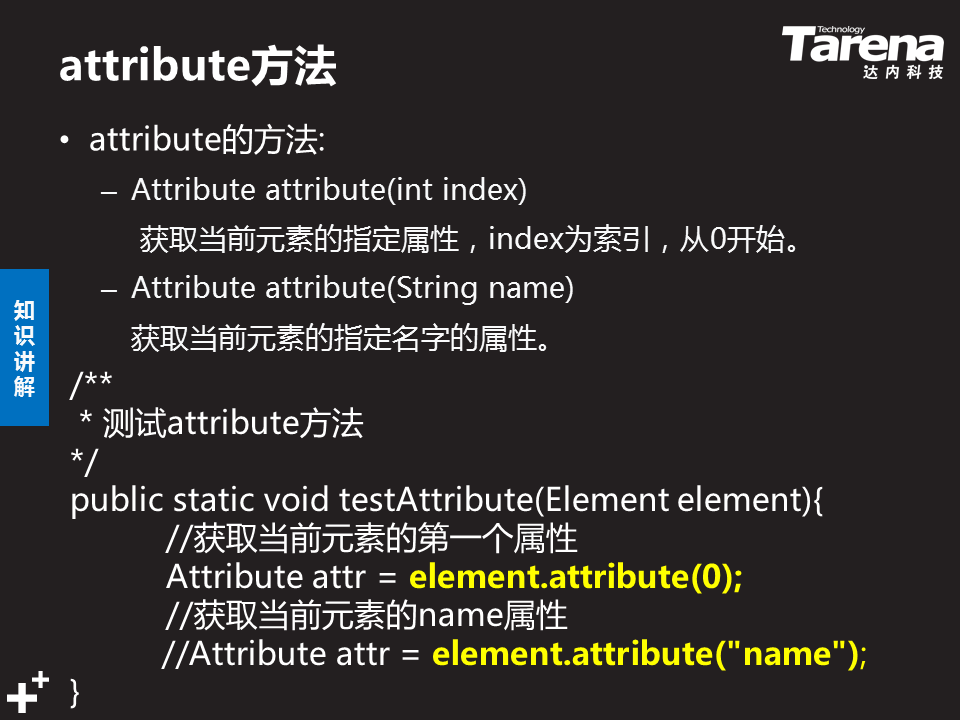 attribute方法
Technology
Tarena
达内科技
• attribute的方法:
– Attribute attribute(int index)
获取当前元素的指定属性，index为索引，从0开始。
– Attribute attribute(String name)
获取当前元素的指定名字的属性。
知识讲解
/**
* 测试attribute方法
*/
public static void testAttribute(Element element){
//获取当前元素的第一个属性
Attribute attr = element.attribute(0);
//获取当前元素的name属性
//Attribute attr = element.attribute("name");
}